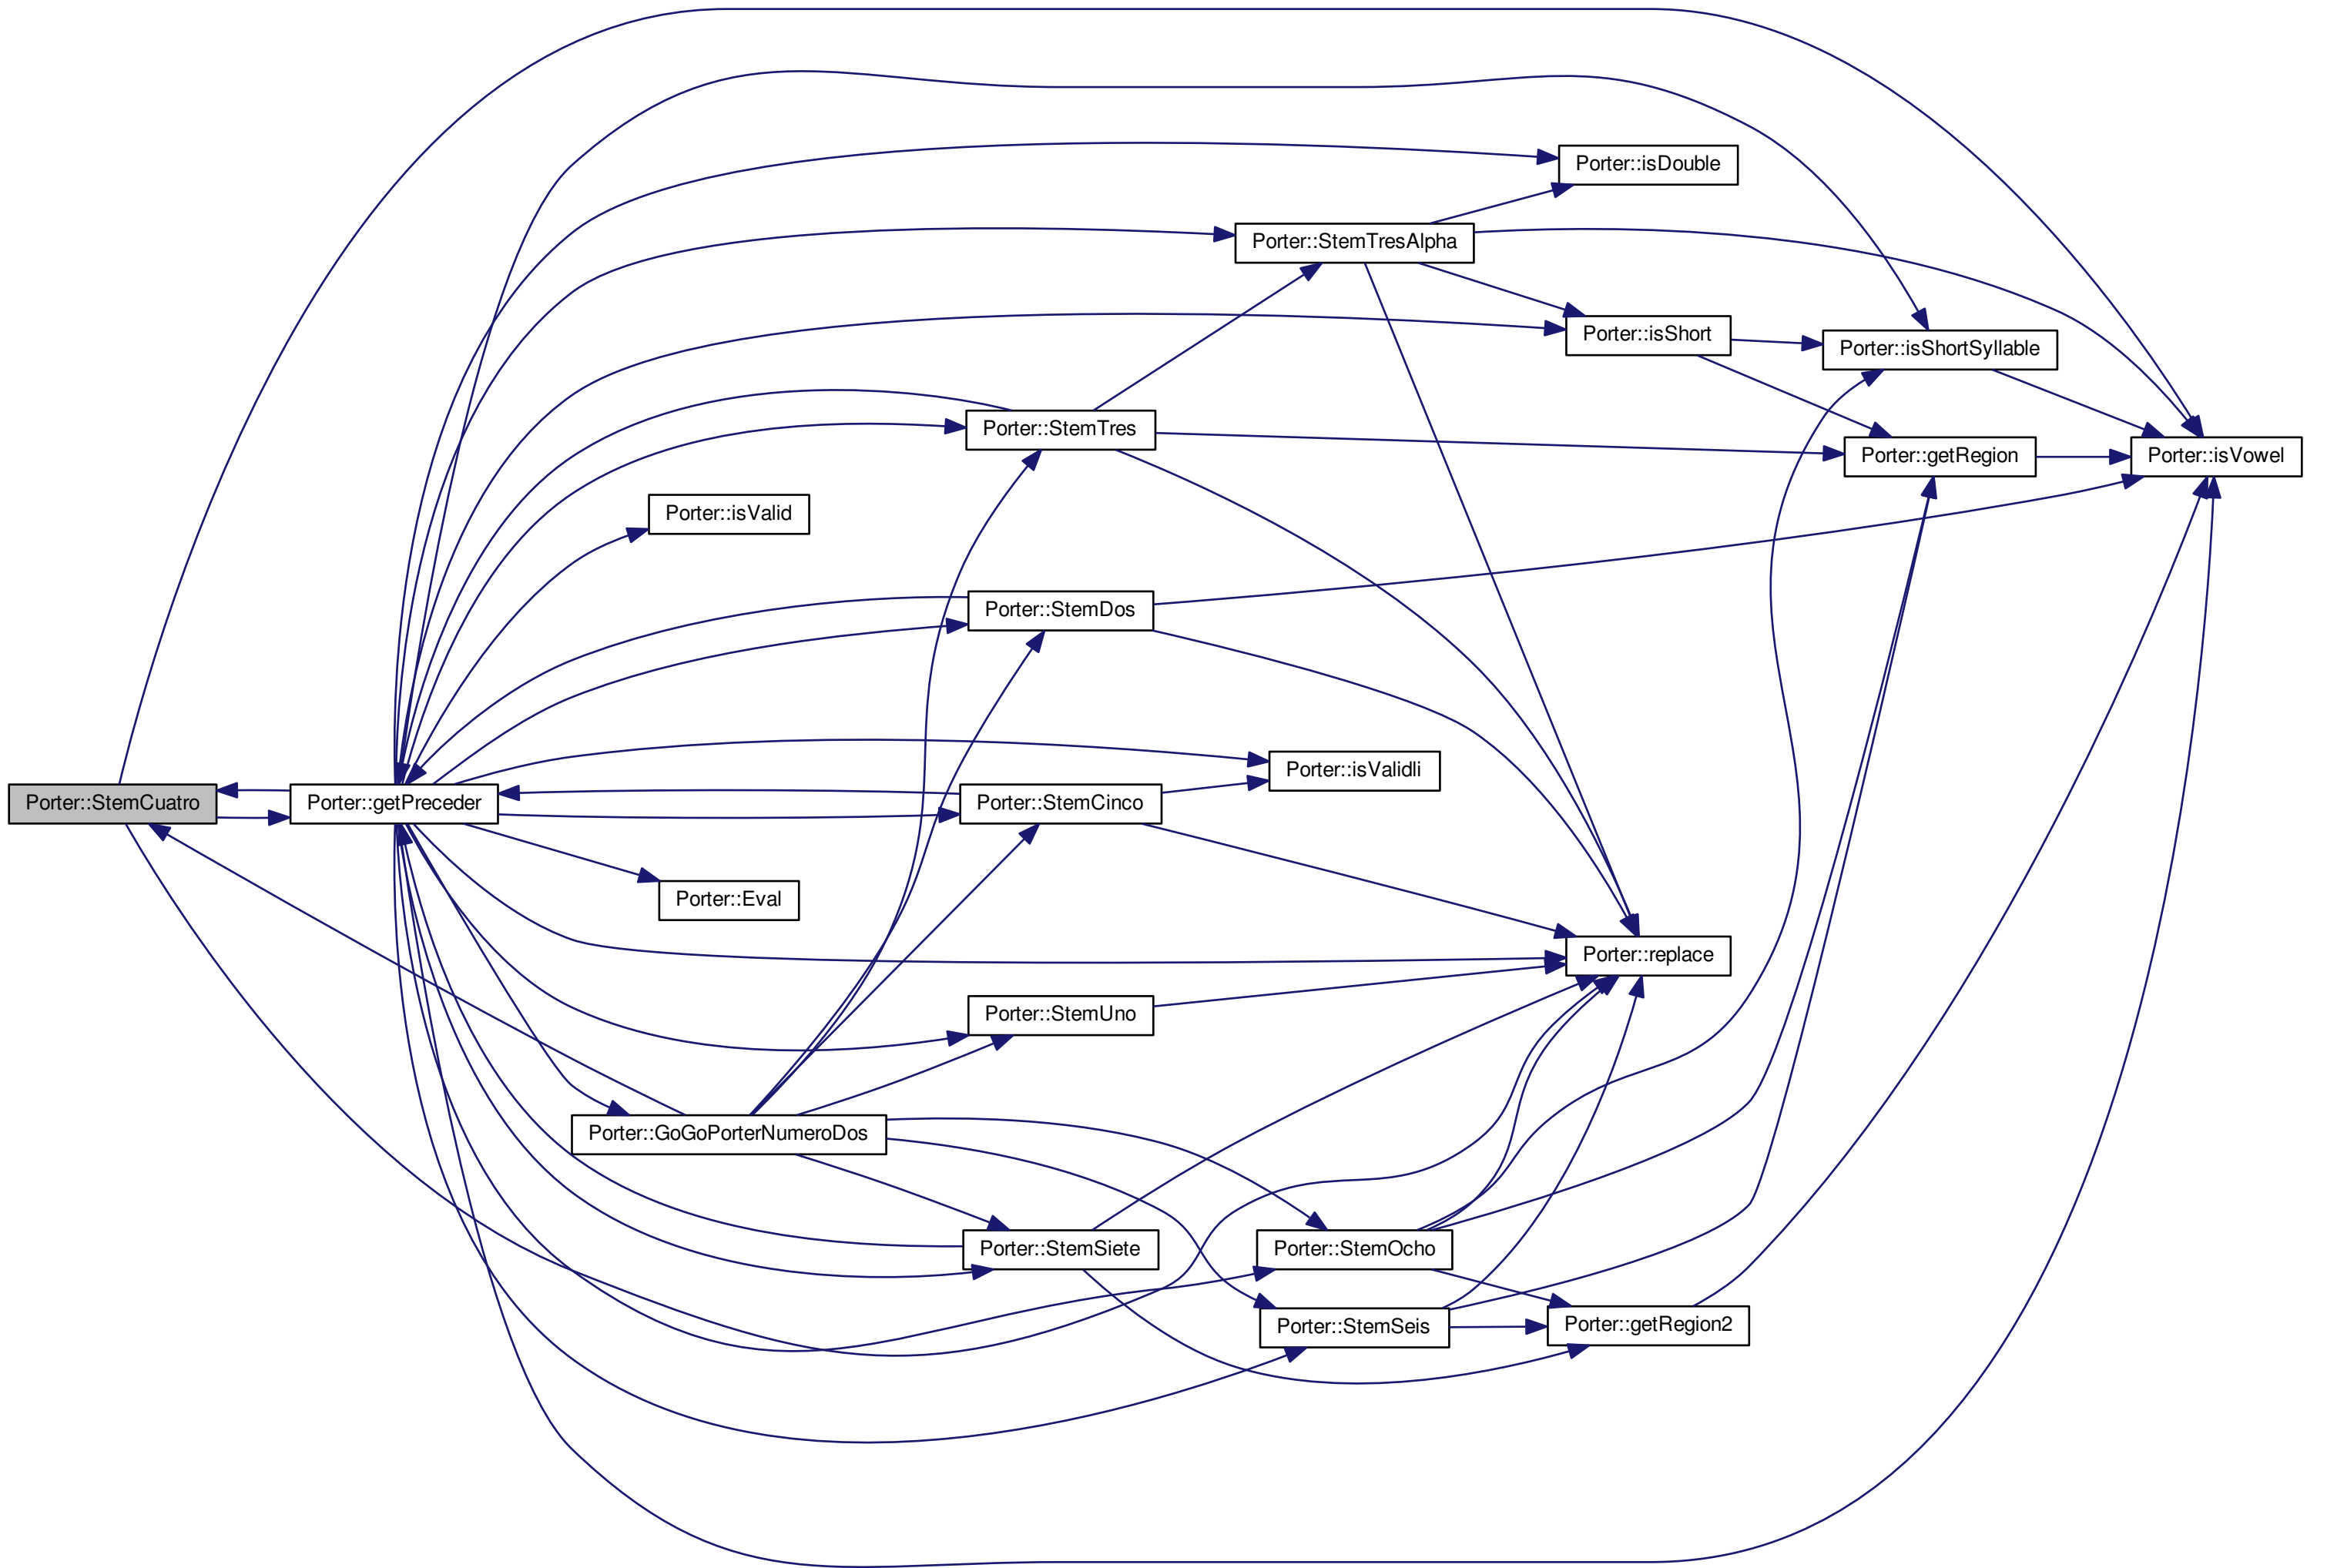 Porter::isDouble
Porter::StemTresAlpha
Porter::isShort
Porter::isShortSyllable
Porter::StemTres
Porter::getRegion
Porter::isVowel
Porter::isValid
Porter::StemDos
Porter::isValidli
Porter::StemCuatro
Porter::getPreceder
Porter::StemCinco
Porter::Eval
Porter::replace
Porter::StemUno
Porter::GoGoPorterNumeroDos
Porter::StemSiete
Porter::StemOcho
Porter::StemSeis
Porter::getRegion2